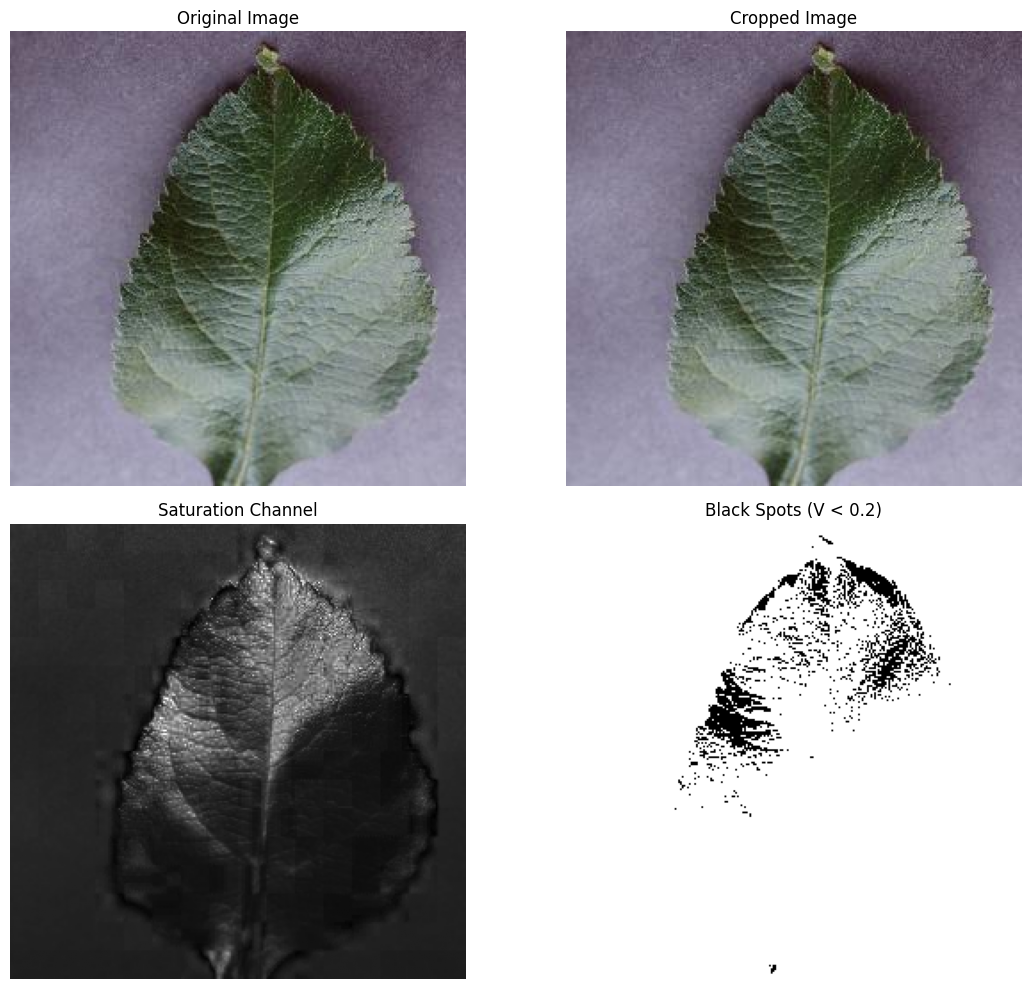 Original Image
Cropped Image
Saturation Channel
Black Spots (V < 0.2)